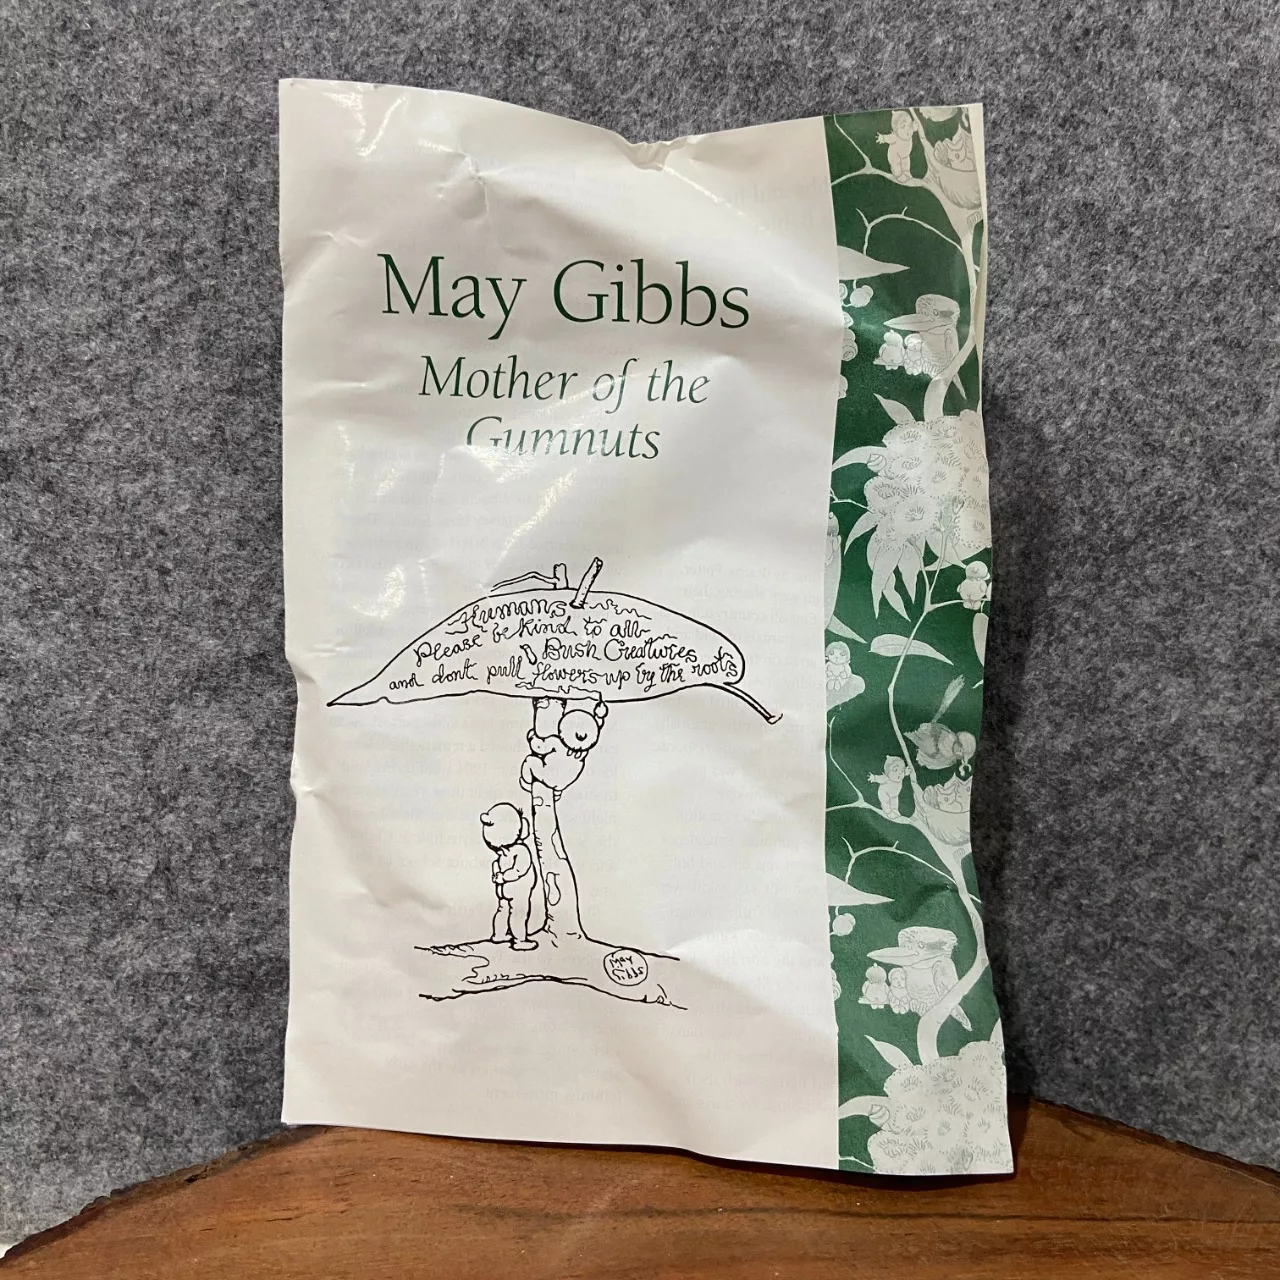 May Gibbs
Mother of the
Gumnuts
Humans
please be kind to all
Bush Creatures
and dont pull flowers up by the roots
May
Gibbs